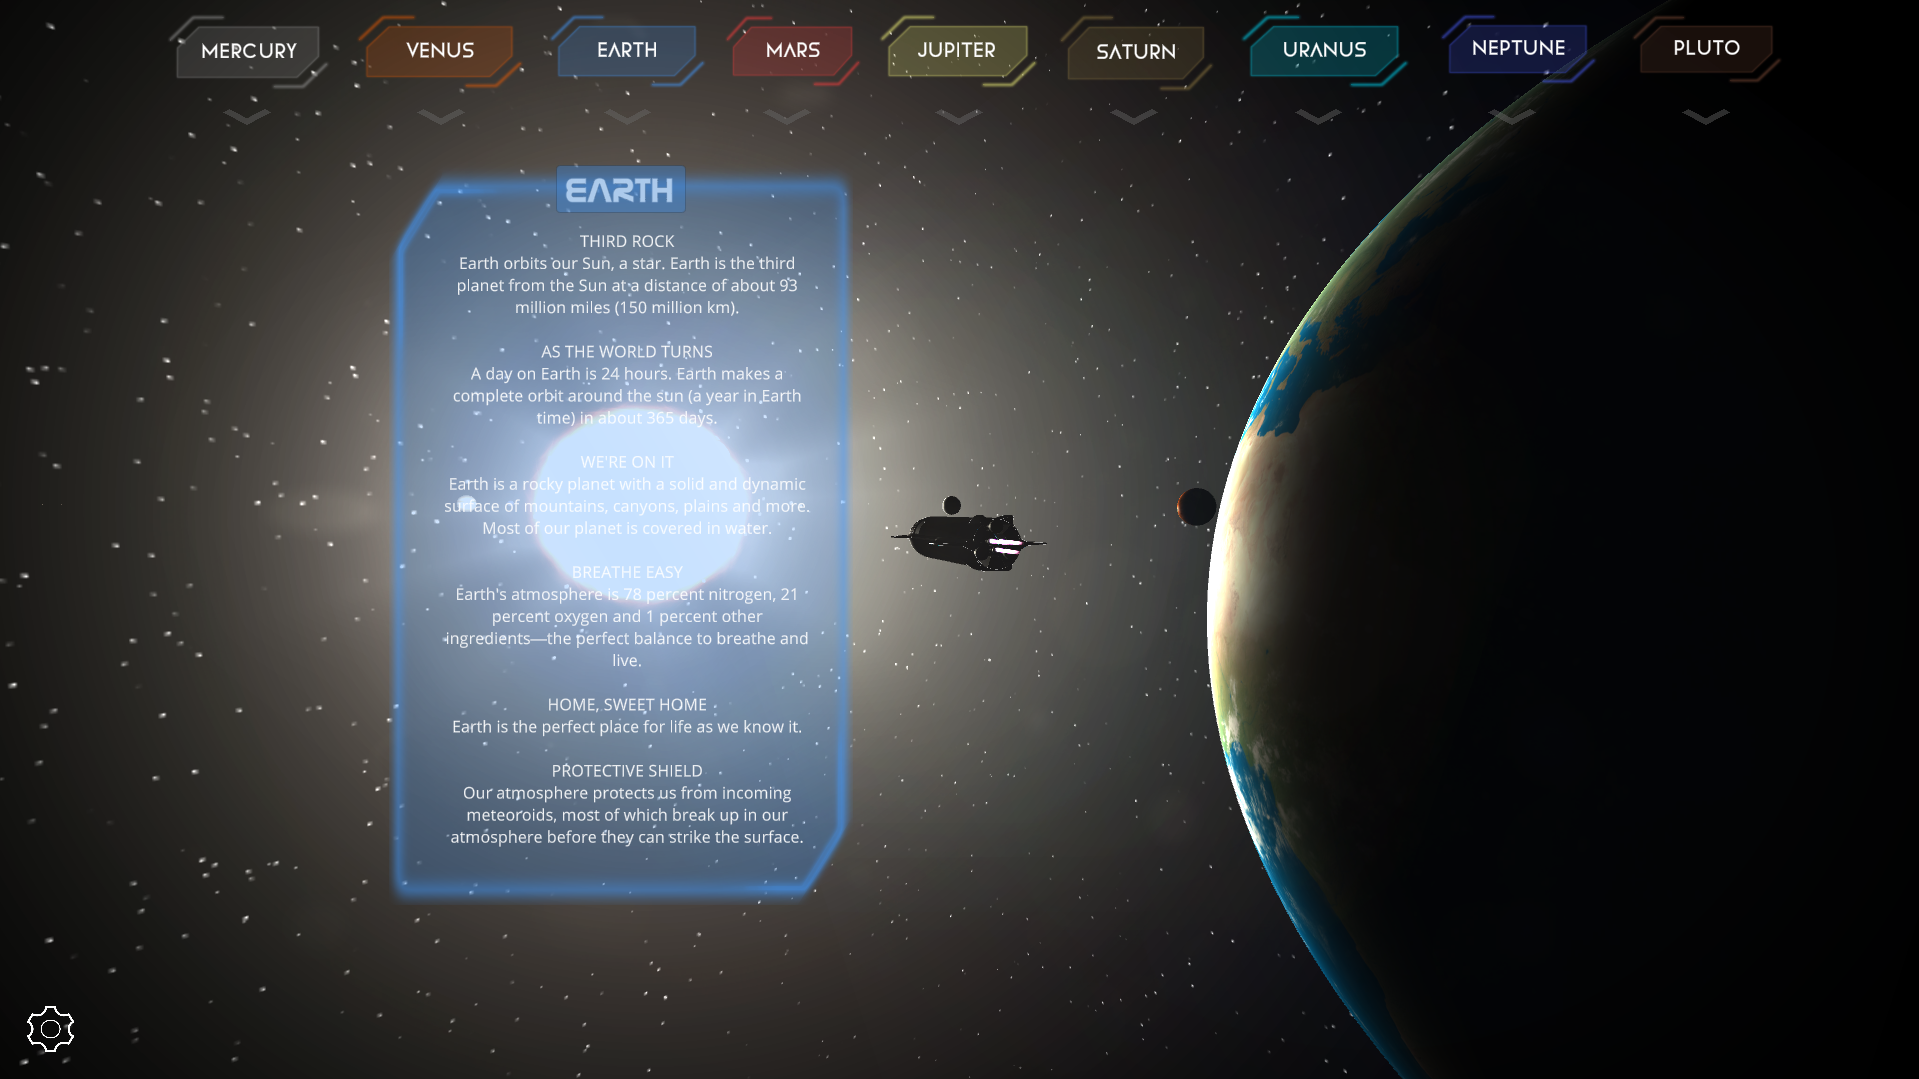 MERCURY
VENUS
EARTH
MARS
JUPITER
SATURN
URANUS
NEPTUNE
PLUTO
EARTH
THIRD ROCK
Earth orbits our Sun, a star. Earth is the third
planet from the Sun at a distance of about 93
million miles (150 million km).
AS THE WORLD TURNS
A day on Earth is 24 hours. Earth makes a
complete orbit around the sun (a year in Earth
time) in about 365 days.
WE'RE ON IT
Earth is a rocky planet with a solid and dynamic
surface of mountains, canyons, plains and more.
Most of our planet is covered in water.
BREATHE EASY
Earth's atmosphere is 78 percent nitrogen, 21
percent oxygen and 1 percent other
ingredients—the perfect balance to breathe and
live.
HOME, SWEET HOME
Earth is the perfect place for life as we know it.
PROTECTIVE SHIELD
Our atmosphere protects us from incoming
meteoroids, most of which break up in our
atmosphere before they can strike the surface.